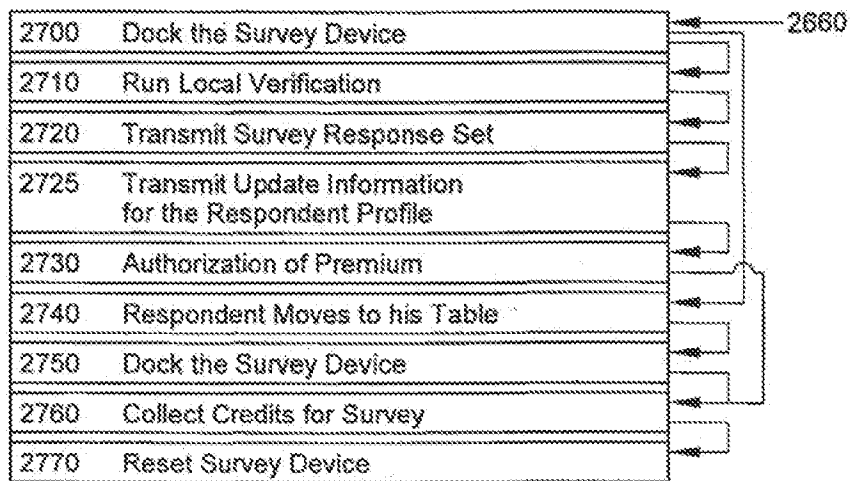 2700 Dock the Survey Device
2660
2710 Run Local Verification
2720 Transmit Survey Response Set
2725 Transmit Update Information
for the Respondent Profile
2730 Authorization of Premium
2740 Respondent Moves to his Table
2750 Dock the Survey Device
2760 Collect Credits for Survey
2770 Reset Survey Device